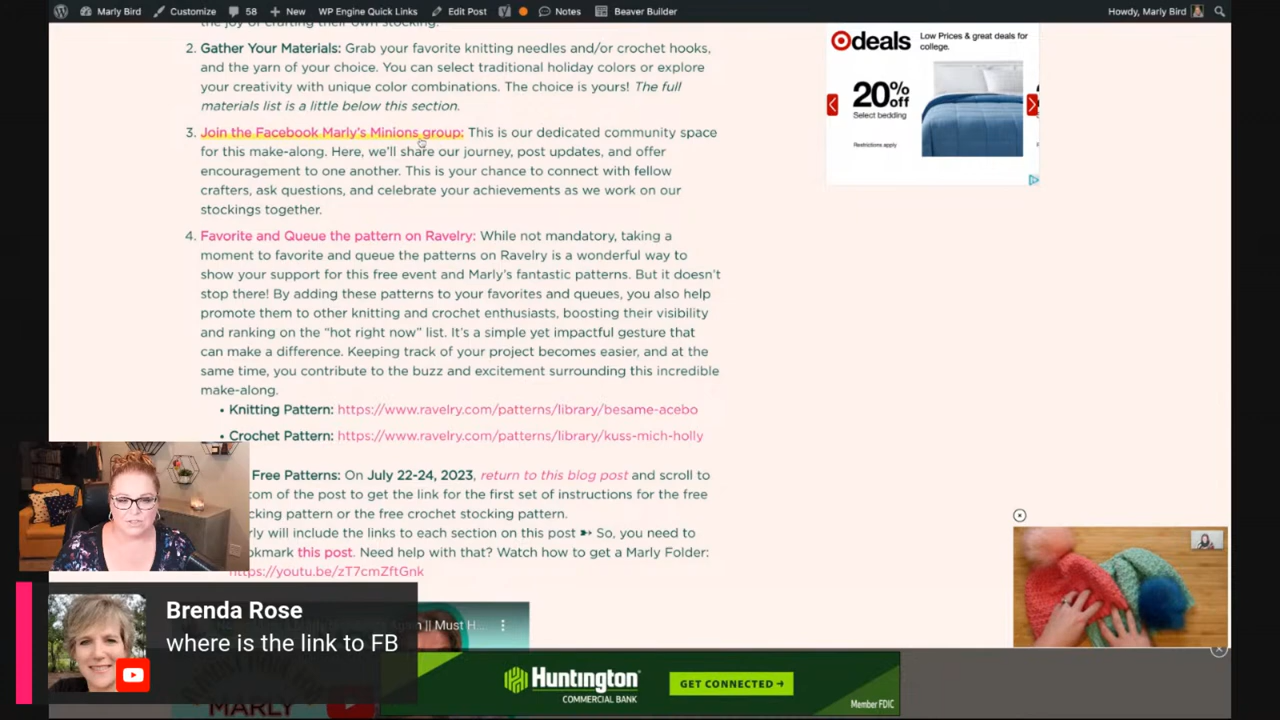 Marly Bird Customize 58 New WP Engine Quick Links Edit Post Notes Beaver Builder Howdy, Marly Bird
the joy of crafting their own stocking.
2. Gather Your Materials: Grab your favorite knitting needles and/or crochet hooks,
and the yarn of your choice. You can select traditional holiday colors or explore
your creativity with unique color combinations. The choice is yours! The full
materials list is a little below this section.
3. Join the Facebook Marly's Minions group: This is our dedicated community space
for this make-along. Here, we'll share our journey, post updates, and offer
encouragement to one another. This is your chance to connect with fellow
crafters, ask questions, and celebrate your achievements as we work on our
stockings together.
4. Favorite and Queue the pattern on Ravelry: While not mandatory, taking a
moment to favorite and queue the patterns on Ravelry is a wonderful way to
show your support for this free event and Marly's fantastic patterns. But it doesn't
stop there! By adding these patterns to your favorites and queues, you also help
promote them to other knitting and crochet enthusiasts, boosting their visibility
and ranking on the "hot right now" list. It's a simple yet impactful gesture that
can make a difference. Keeping track of your project becomes easier, and at the
same time, you contribute to the buzz and excitement surrounding this incredible
make-along.
• Knitting Pattern: https://www.ravelry.com/patterns/library/besame-acebo
• Crochet Pattern: https://www.ravelry.com/patterns/library/kuss-mich-holly
Free Patterns: On July 22-24, 2023, return to this blog post and scroll to
tom of the post to get the link for the first set of instructions for the free
cking pattern or the free crochet stocking pattern.
rly will include the links to each section on this post ➽ So, you need to
okmark this post. Need help with that? Watch how to get a Marly Folder:
https://youtu.be/zT7cmZftGnk
deals
Low Prices & great deals for
college.
20%
off
Select bedding
Restrictions apply
Brenda Rose
where is the link to FB
Again || Must H...
MARLY
Huntington
COMMERCIAL BANK
GET CONNECTED →
Member FDIC